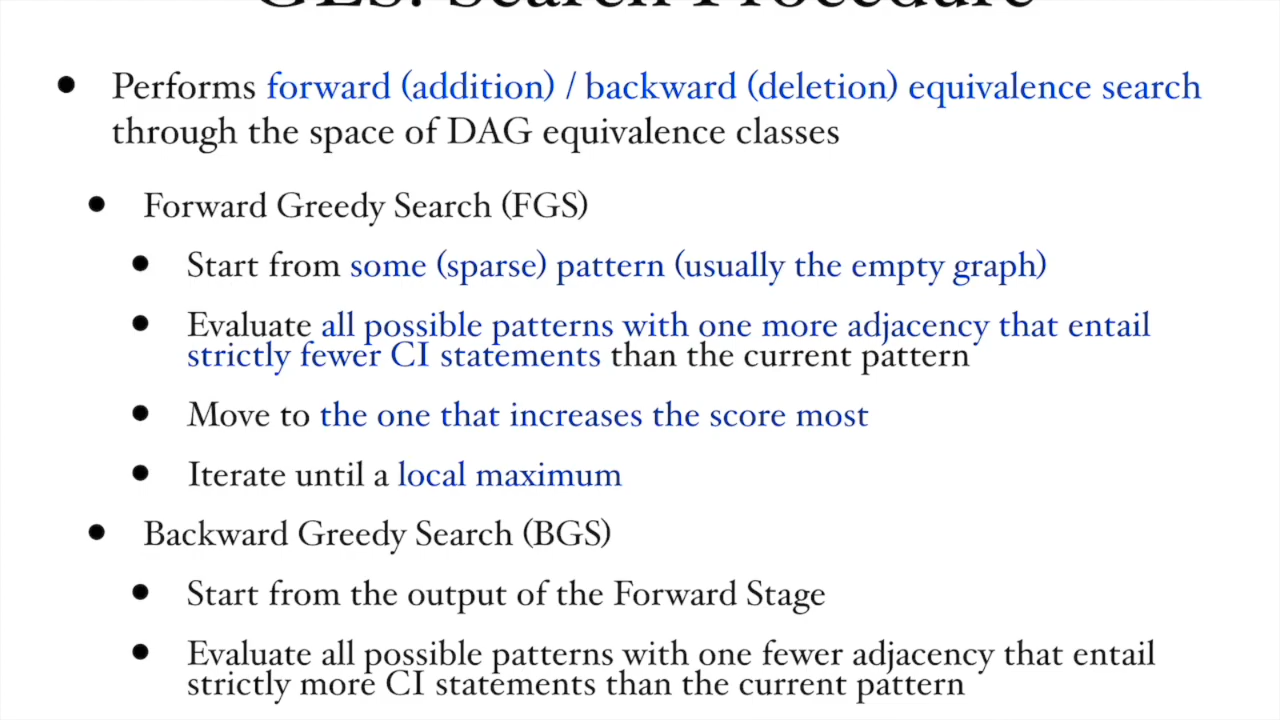 GES: Search Procedure
Performs forward (addition) / backward (deletion) equivalence search
through the space of DAG equivalence classes
Forward Greedy Search (FGS)
Start from some (sparse) pattern (usually the empty graph)
Evaluate all possible patterns with one more adjacency that entail
strictly fewer CI statements than the current pattern
Move to the one that increases the score most
Iterate until a local maximum
Backward Greedy Search (BGS)
Start from the output of the Forward Stage
Evaluate all possible patterns with one fewer adjacency that entail
strictly more CI statements than the current pattern